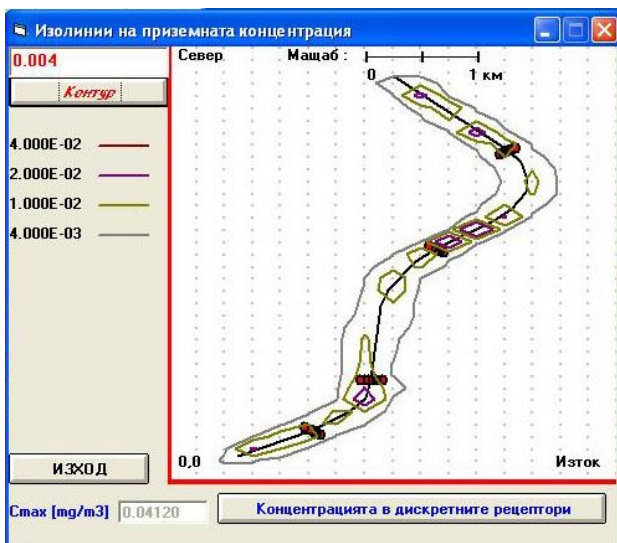 Изолинии на приземната концентрация
0.004
Север
Мащаб :
0
1 км
Контур
4.000E-02
2.000E-02
1.000E-02
4.000E-03
ИЗХОД
0,0
Изток
Cmax [mg/m3] 0.04120
Концентрацията в дискретните рецептори